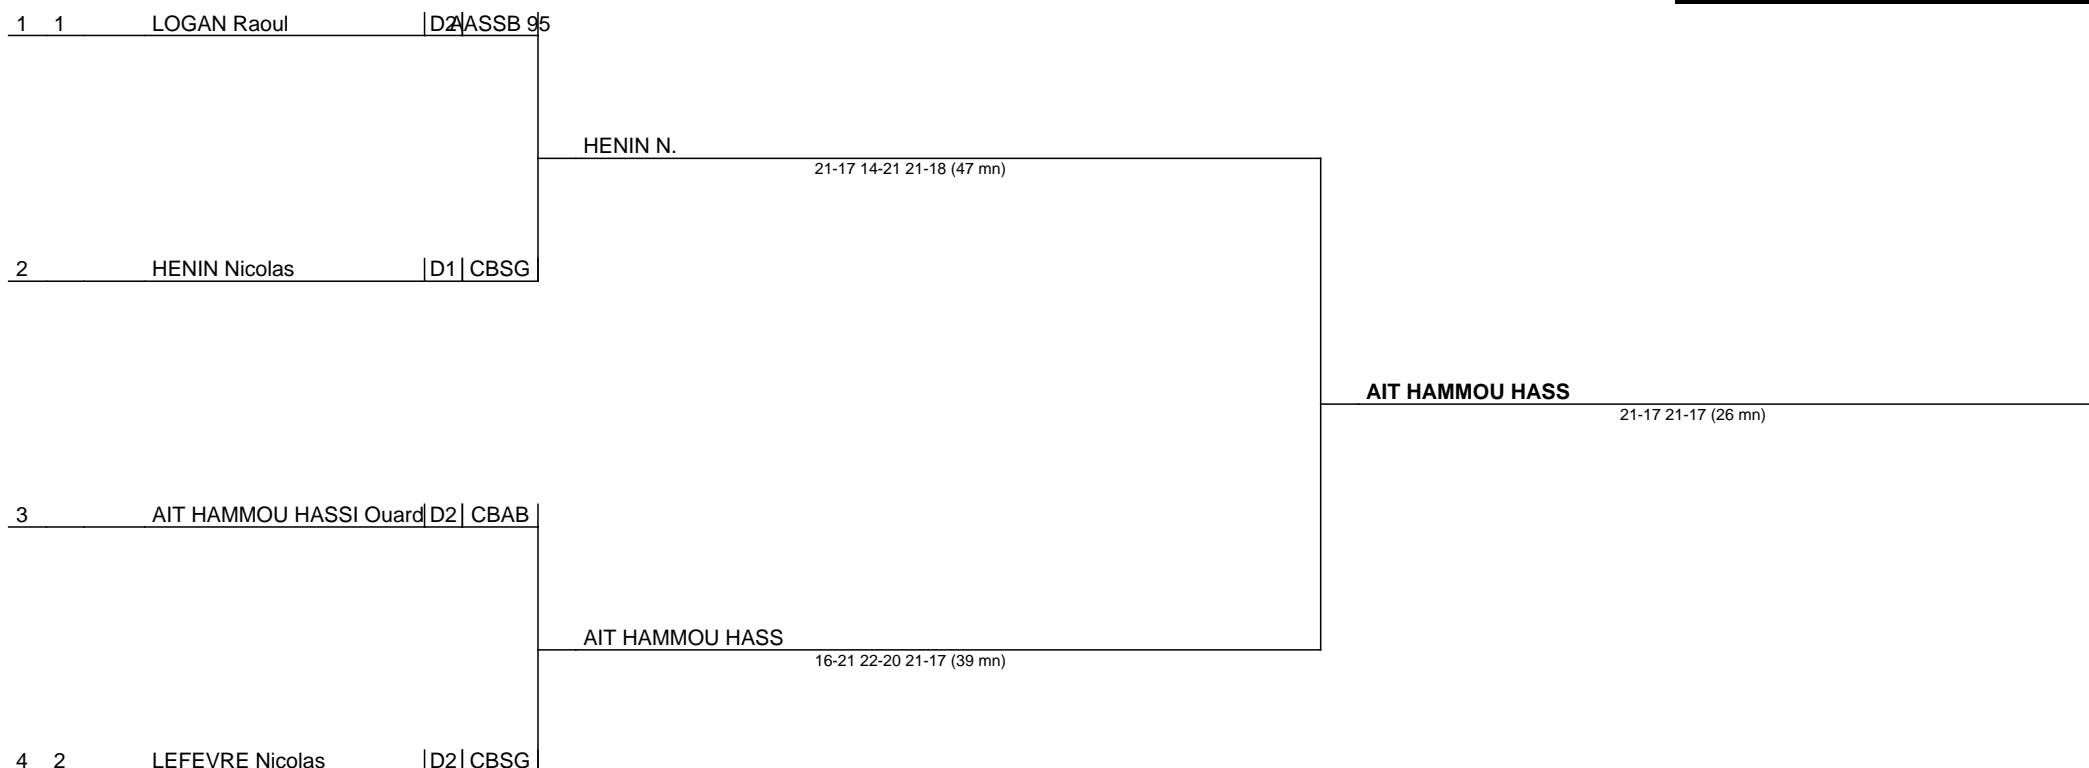 1 1 LOGAN Raoul D2 AASSB 95
HENIN N.
21-17 14-21 21-18 (47 mn)
2 HENIN Nicolas D1 CBSG
AIT HAMMOU HASS
21-17 21-17 (26 mn)
3 AIT HAMMOU HASSI Ouard D2 CBAB
AIT HAMMOU HASS
16-21 22-20 21-17 (39 mn)
4 2 LEFEVRE Nicolas D2 CBSG